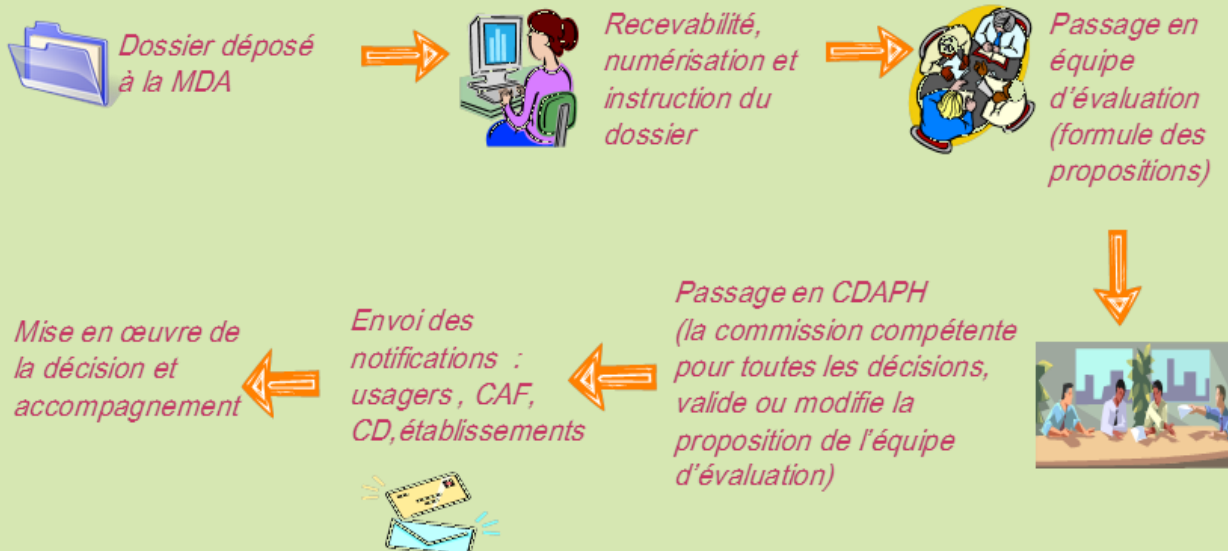 Dossier déposé
à la MDA
Recevabilité,
numérisation et
instruction du
dossier
Passage en
équipe
d'évaluation
(formule des
propositions)
Passage en CDAPH
(la commission compétente
pour toutes les décisions,
valide ou modifie la
proposition de l'équipe
d'évaluation)
Envoi des
notifications :
usagers , CAF,
CD,établissements
Mise en œuvre de
la décision et
accompagnement